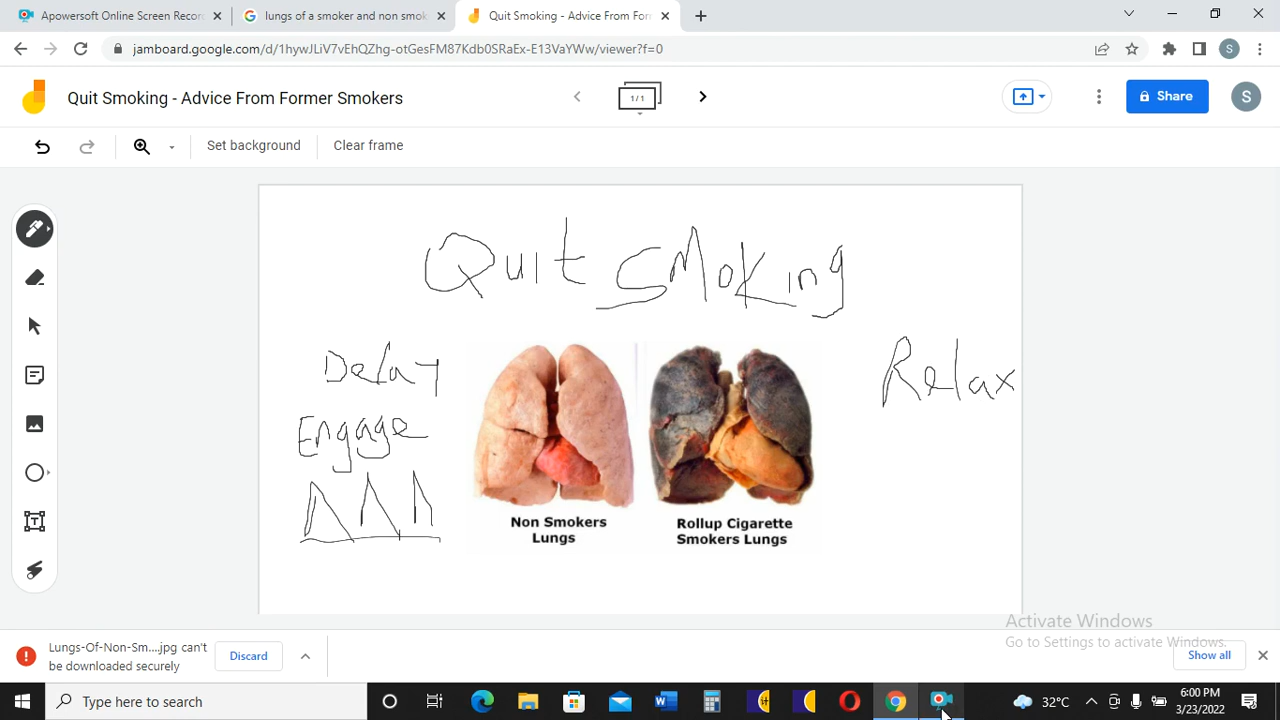 Apowersoft Online Screen Recor
lungs of a smoker and non smok
Quit Smoking - Advice From Forn
jamboard.google.com/d/1hywJLiV7vEhQZhg-otGesFM87Kdb0SRaEx-E13VaYWw/viewer?f=0
S
Quit Smoking - Advice From Former Smokers
1/1
Share
S
Set background
Clear frame
Quit Smoking
Delay
Relax
Engage
Non Smokers
Lungs
Rollup Cigarette
Smokers Lungs
Activate Windows
Go to Settings to activate Windows.
Lungs-Of-Non-Sm....jpg can't
be downloaded securely
Discard
Show all
Type here to search
32°C
6:00 PM
3/23/2022